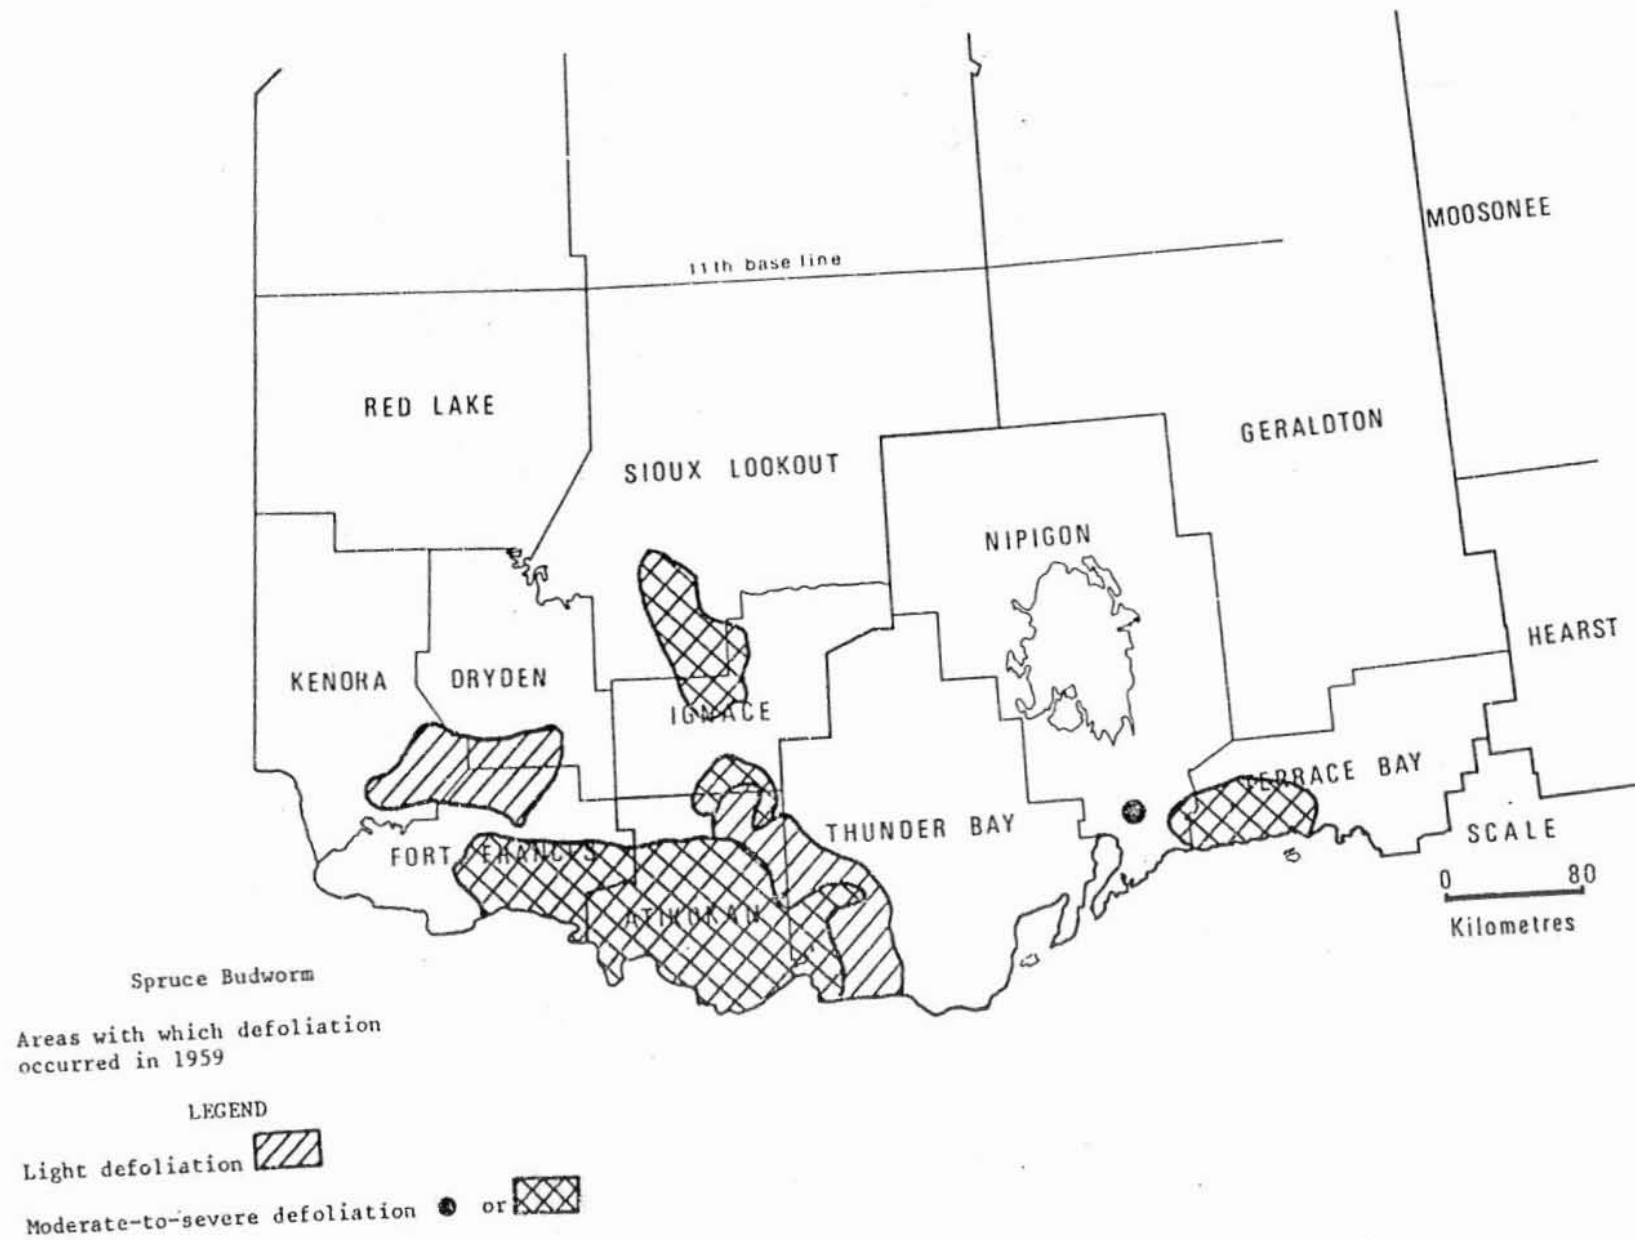 MOOSONEE
11th base line
RED LAKE
GERALDTON
SIOUX LOOKOUT
NIPIGON
HEARST
KENORA
DRYDEN
IGNACE
TERRACE BAY
THUNDER BAY
SCALE
FORT FRANCIS
0 80
ATIKOKAN
Kilometres
Spruce Budworm
Areas with which defoliation
occurred in 1959
LEGEND
Light defoliation
Moderate-to-severe defoliation or